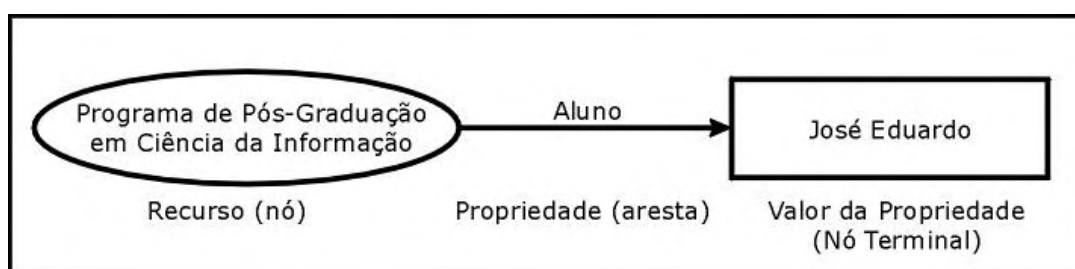 Programa de Pós-Graduação
em Ciência da Informação
Aluno
José Eduardo
Recurso (nó)
Propriedade (aresta)
Valor da Propriedade
(Nó Terminal)